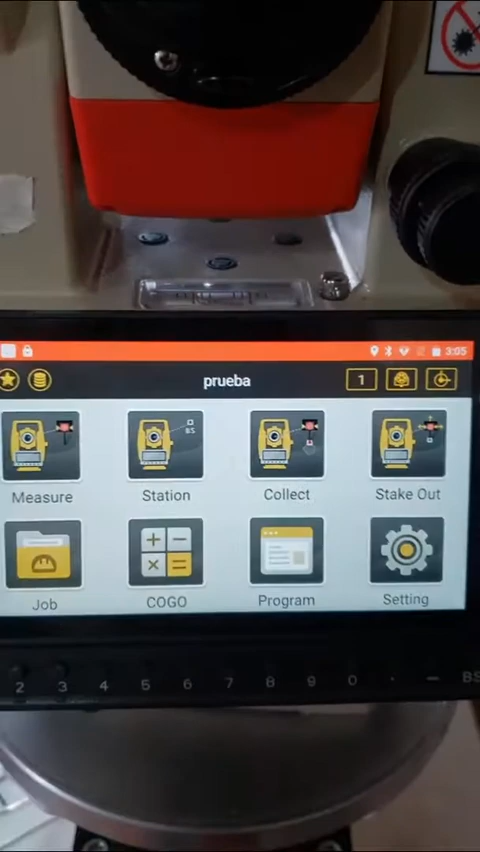 3:05
prueba
1
BS
Measure
Station
Collect
Stake Out
Job
COGO
Program
Setting
2 3 4 5 6 7 8 9 0 . - BS